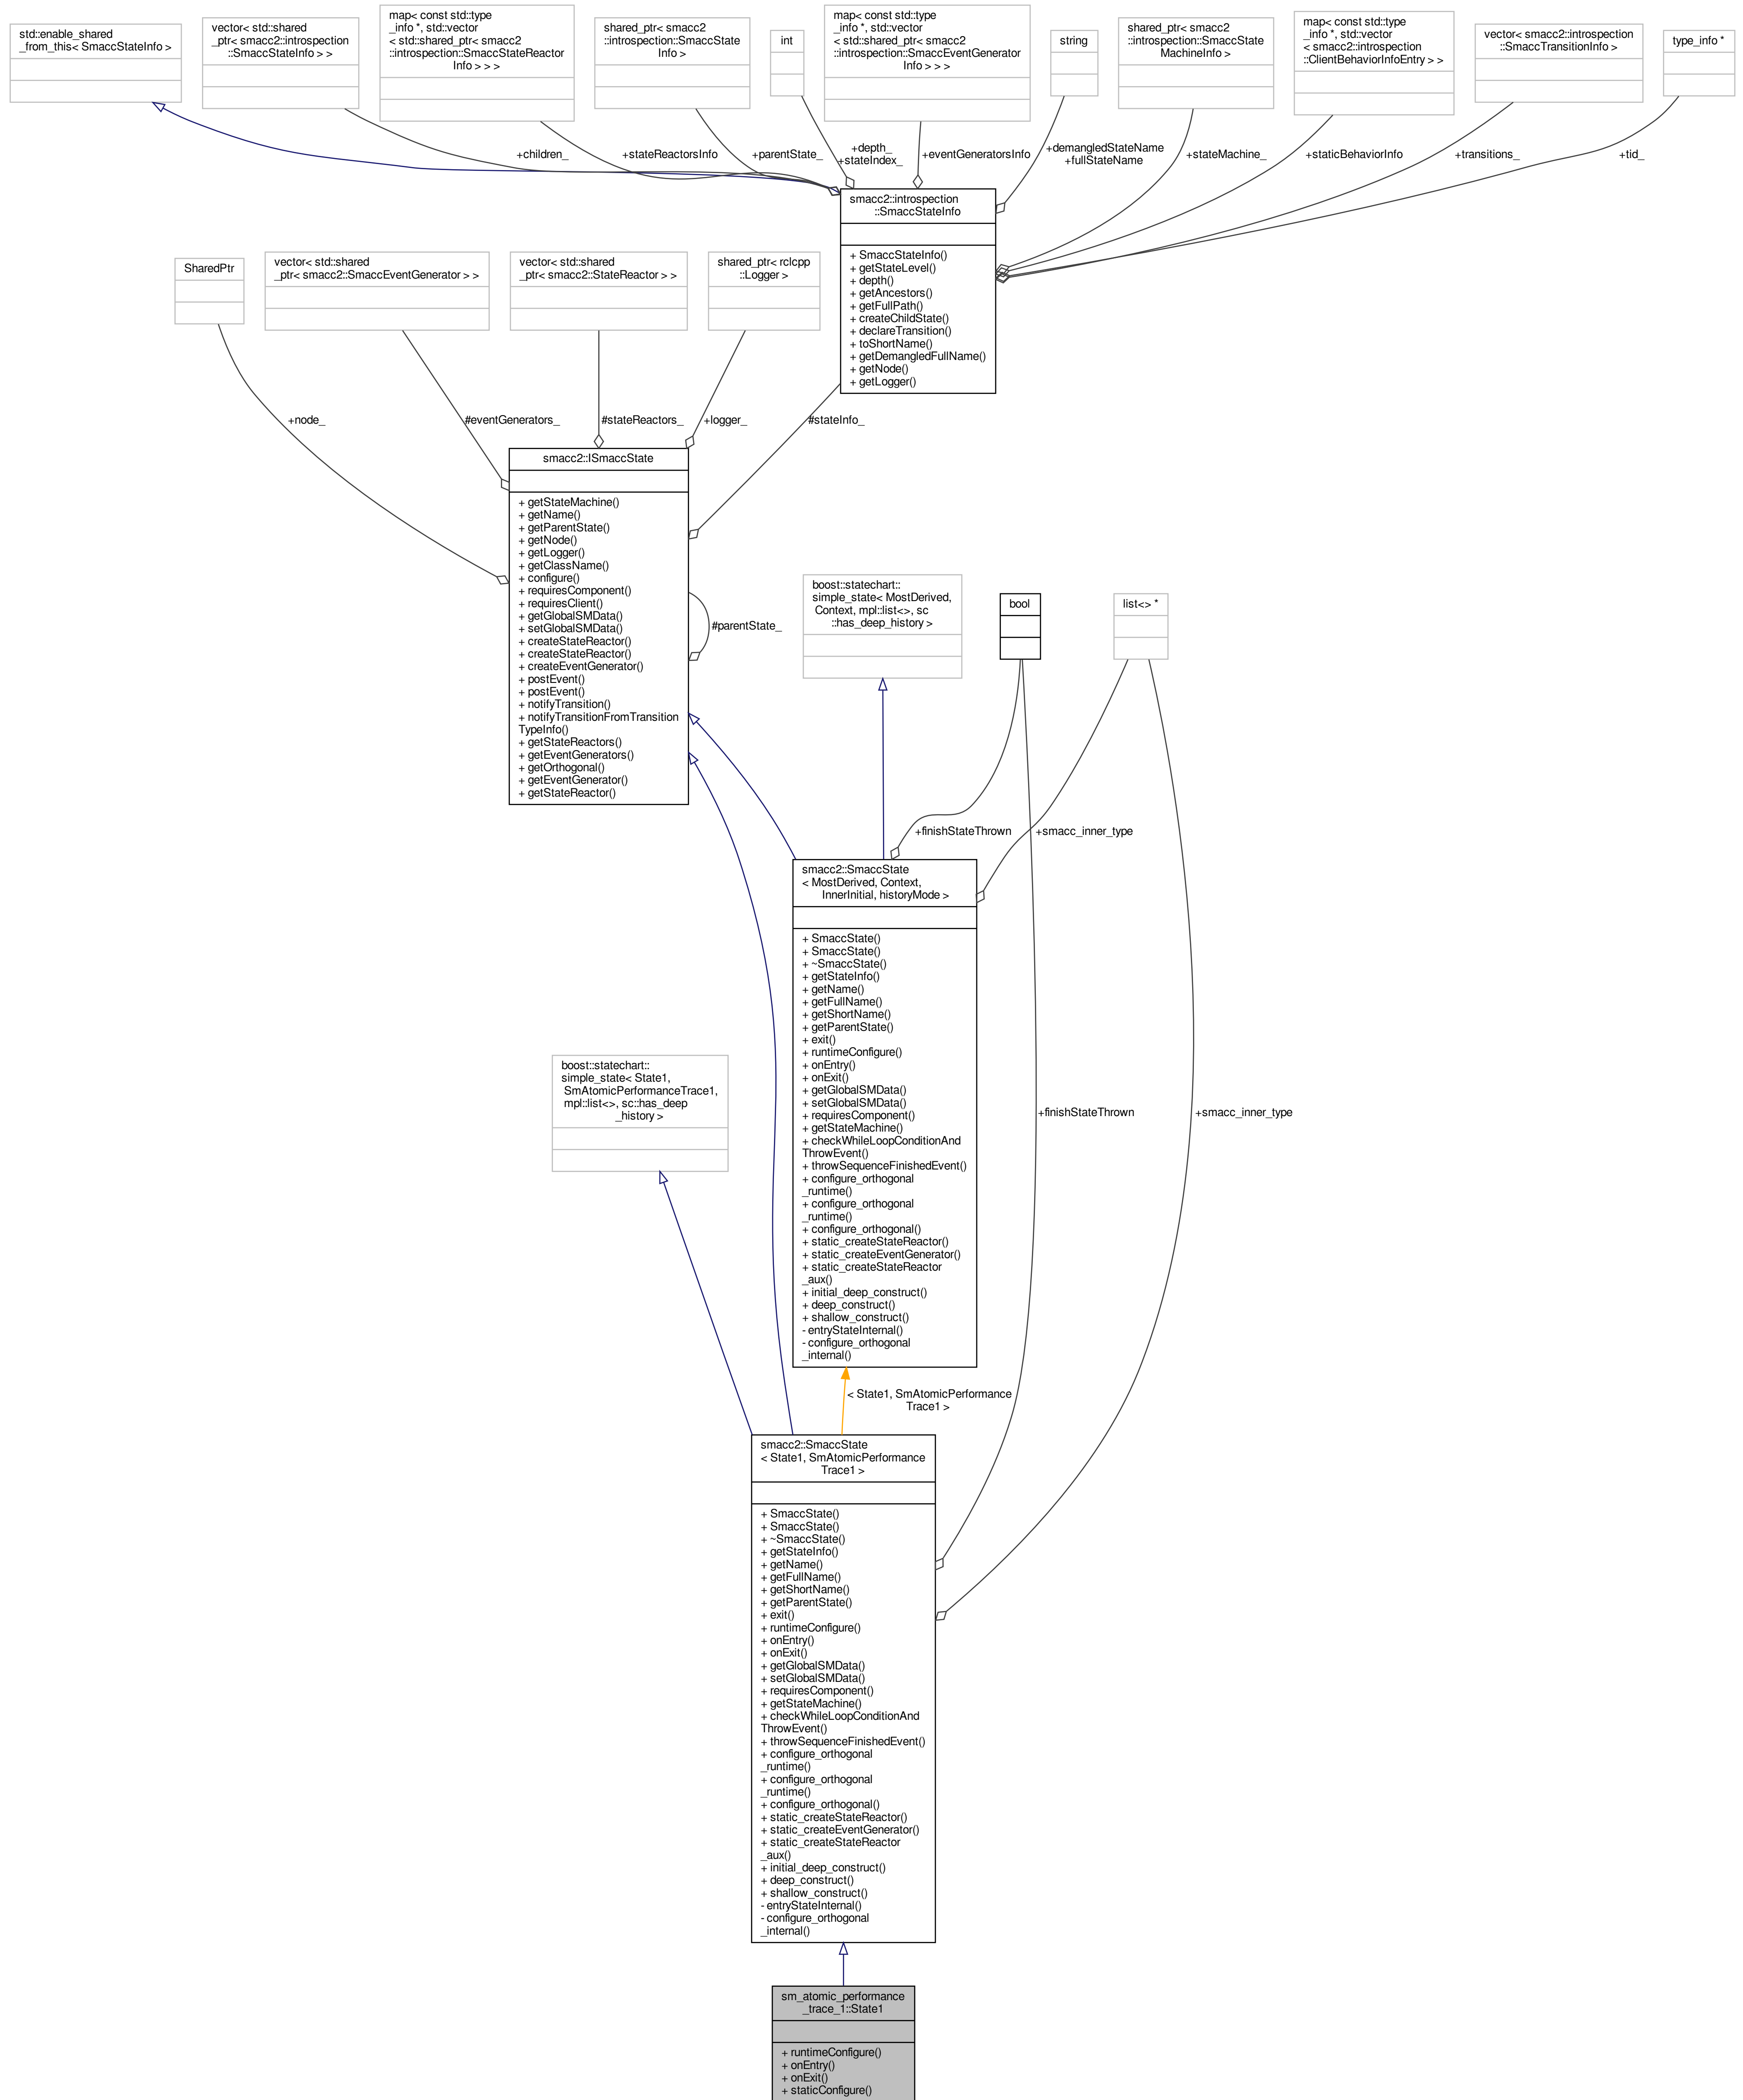 std::enable_shared
_from_this< SmaccStateInfo >
vector< std::shared
_ptr< smacc2::introspection
::SmaccStateInfo > >
map< const std::type
_info *, std::vector
< std::shared_ptr< smacc2
::introspection::SmaccStateReactor
Info > > >
shared_ptr< smacc2
::introspection::SmaccState
Info >
int
map< const std::type
_info *, std::vector
< std::shared_ptr< smacc2
::introspection::SmaccEventGenerator
Info > > >
string
shared_ptr< smacc2
::introspection::SmaccState
MachineInfo >
map< const std::type
_info *, std::vector
< smacc2::introspection
::ClientBehaviorInfoEntry > >
vector< smacc2::introspection
::SmaccTransitionInfo >
type_info *
+children_
+stateReactorsInfo
+parentState_
+depth_
+stateIndex_
+eventGeneratorsInfo
+demangledStateName
+fullStateName
+stateMachine_
+staticBehaviorInfo
+transitions_
+tid_
smacc2::introspection
::SmaccStateInfo
+ SmaccStateInfo()
+ getStateLevel()
+ depth()
+ getAncestors()
+ getFullPath()
+ createChildState()
+ declareTransition()
+ toShortName()
+ getDemangledFullName()
+ getNode()
+ getLogger()
SharedPtr
vector< std::shared
_ptr< smacc2::SmaccEventGenerator > >
vector< std::shared
_ptr< smacc2::StateReactor > >
shared_ptr< rclcpp
::Logger >
+node_
#eventGenerators_
#stateReactors_
+logger_
#stateInfo_
smacc2::ISmaccState
+ getStateMachine()
+ getName()
+ getParentState()
+ getNode()
+ getLogger()
+ getClassName()
+ configure()
+ requiresComponent()
+ requiresClient()
+ getGlobalSMData()
+ setGlobalSMData()
+ createStateReactor()
+ createStateReactor()
+ createEventGenerator()
+ postEvent()
+ postEvent()
+ notifyTransition()
+ notifyTransitionFromTransition
TypeInfo()
+ getStateReactors()
+ getEventGenerators()
+ getOrthogonal()
+ getEventGenerator()
+ getStateReactor()
#parentState_
boost::statechart::
simple_state< MostDerived,
Context, mpl::list<>, sc
::has_deep_history >
bool
list<> *
+finishStateThrown
+smacc_inner_type
smacc2::SmaccState
< MostDerived, Context,
InnerInitial, historyMode >
+ SmaccState()
+ SmaccState()
+ ~SmaccState()
+ getStateInfo()
+ getName()
+ getFullName()
+ getShortName()
+ getParentState()
+ exit()
+ runtimeConfigure()
+ onEntry()
+ onExit()
+ getGlobalSMData()
+ setGlobalSMData()
+ requiresComponent()
+ getStateMachine()
+ checkWhileLoopConditionAnd
ThrowEvent()
+ throwSequenceFinishedEvent()
+ configure_orthogonal
_runtime()
+ configure_orthogonal
_runtime()
+ configure_orthogonal()
+ static_createStateReactor()
+ static_createEventGenerator()
+ static_createStateReactor
_aux()
+ initial_deep_construct()
+ deep_construct()
+ shallow_construct()
- entryStateInternal()
- configure_orthogonal
_internal()
boost::statechart::
simple_state< State1,
SmAtomicPerformanceTrace1,
mpl::list<>, sc::has_deep
_history >
+finishStateThrown
+smacc_inner_type
< State1, SmAtomicPerformance
Trace1 >
smacc2::SmaccState
< State1, SmAtomicPerformance
Trace1 >
+ SmaccState()
+ SmaccState()
+ ~SmaccState()
+ getStateInfo()
+ getName()
+ getFullName()
+ getShortName()
+ getParentState()
+ exit()
+ runtimeConfigure()
+ onEntry()
+ onExit()
+ getGlobalSMData()
+ setGlobalSMData()
+ requiresComponent()
+ getStateMachine()
+ checkWhileLoopConditionAnd
ThrowEvent()
+ throwSequenceFinishedEvent()
+ configure_orthogonal
_runtime()
+ configure_orthogonal
_runtime()
+ configure_orthogonal()
+ static_createStateReactor()
+ static_createEventGenerator()
+ static_createStateReactor
_aux()
+ initial_deep_construct()
+ deep_construct()
+ shallow_construct()
- entryStateInternal()
- configure_orthogonal
_internal()
sm_atomic_performance
_trace_1::State1
+ runtimeConfigure()
+ onEntry()
+ onExit()
+ staticConfigure()